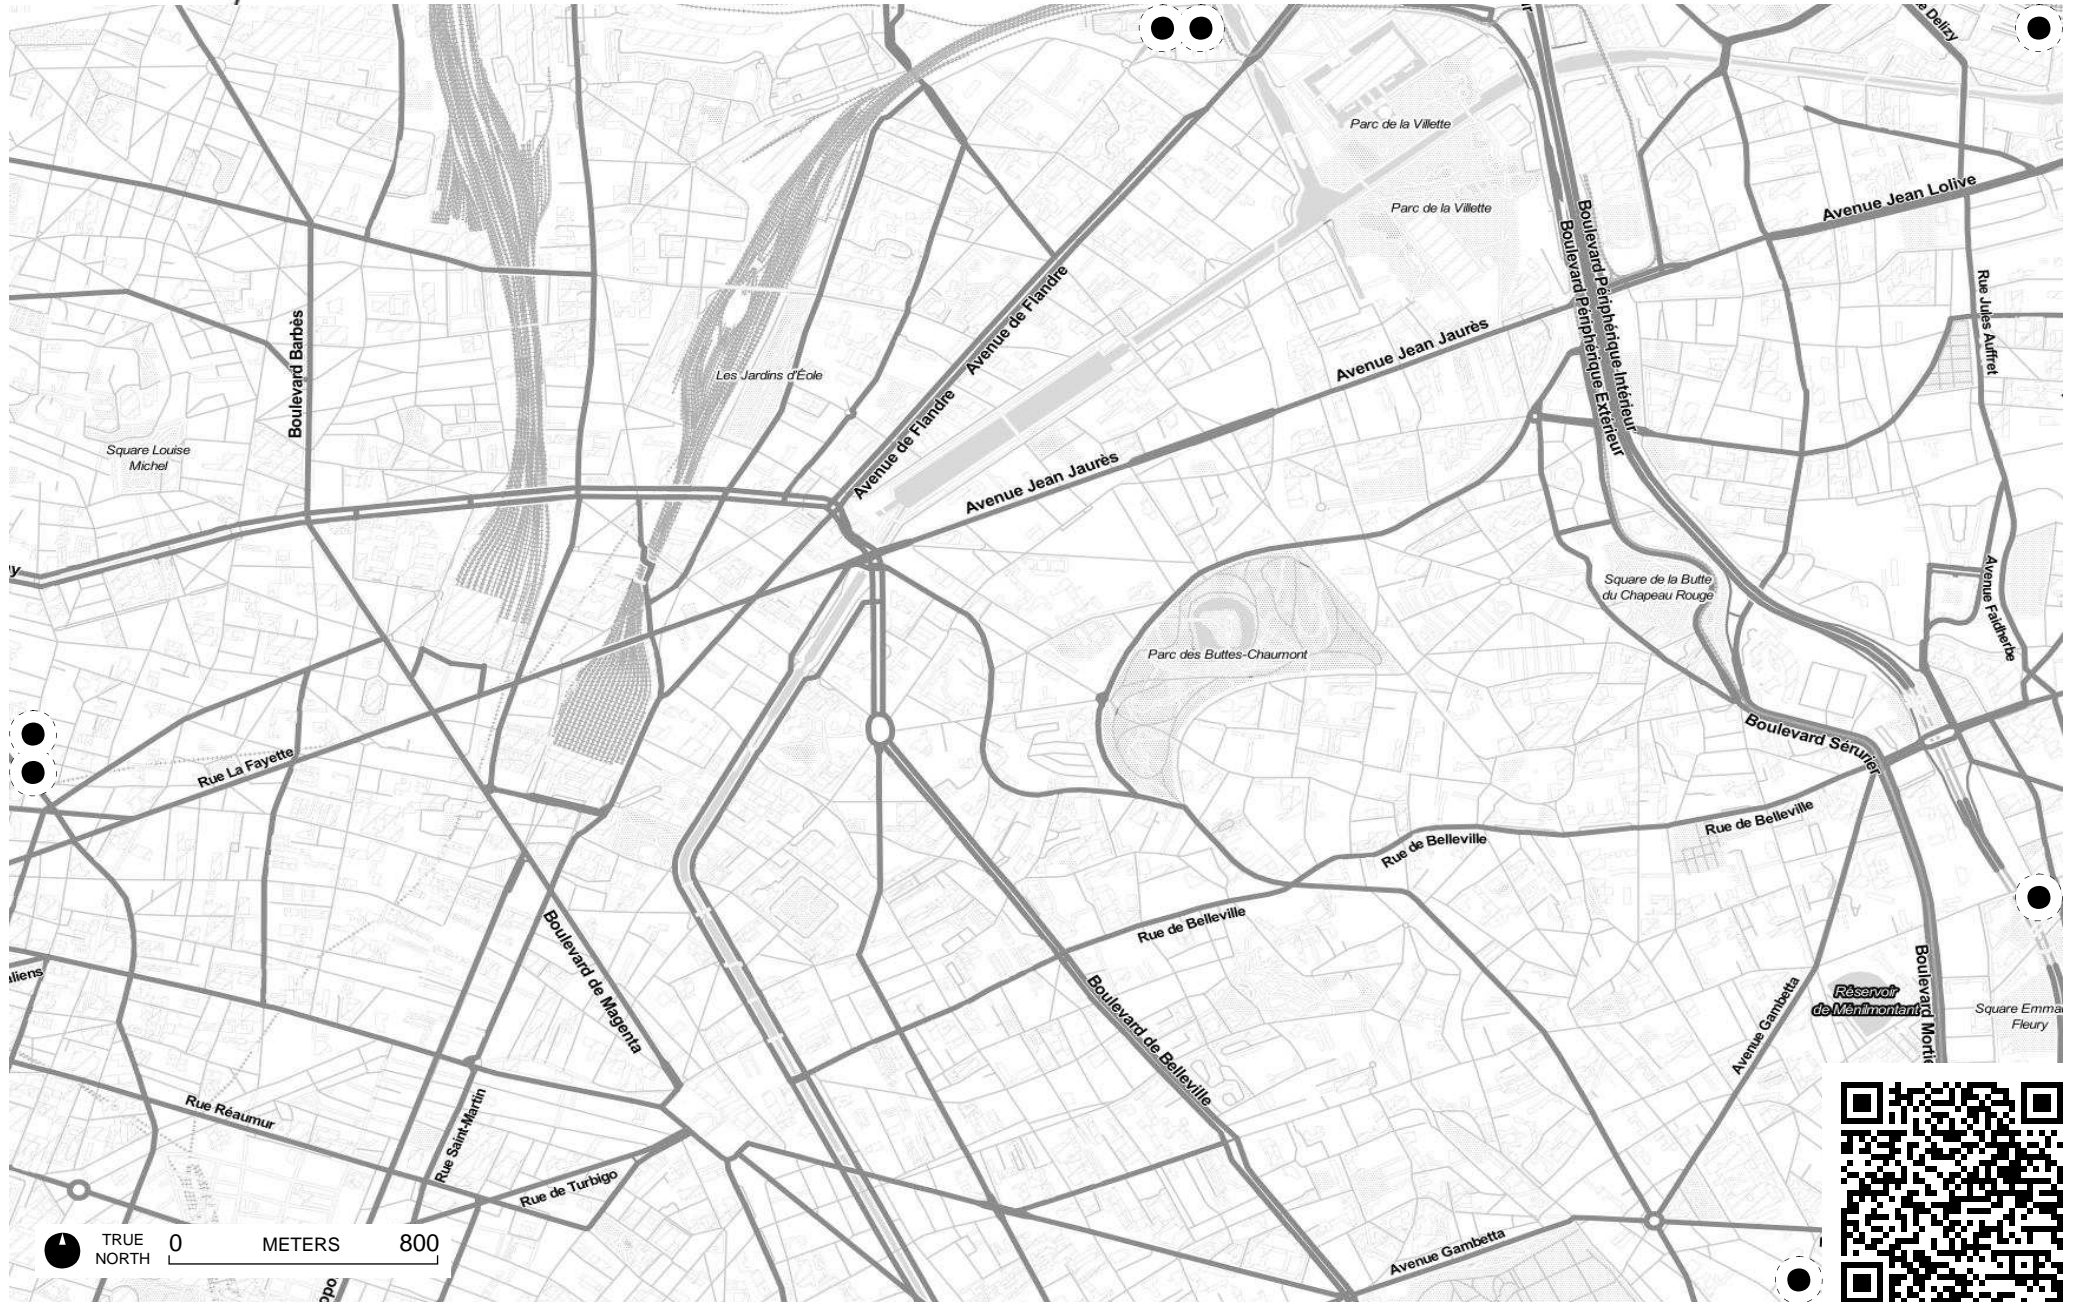 Delizy
Parc de la Villette
Avenue Jean Lolive
Parc de la Villette
Boulevard Périphérique Intérieur
Boulevard Périphérique Extérieur
Rue Jules Auffret
Avenue de Flandre
Boulevard Barbès
Avenue Jean Jaurès
Les Jardins d'Éole
Avenue de Flandre
Square Louise
Michel
Avenue Jean Jaurès
Square de la Butte
du Chapeau Rouge
Avenue Faidherbe
Parc des Buttes-Chaumont
Boulevard Sérurier
Rue La Fayette
Rue de Belleville
Rue de Belleville
Rue de Belleville
Boulevard de Magenta
aliens
Boulevard de Belleville
Avenue Gambetta
Réservoir
de Ménilmontant
Boulevard Mortie
Square Emma
Fleury
Rue Réaumur
Rue Saint-Martin
Rue de Turbigo
Avenue Gambetta
TRUE
NORTH
0 METERS 800